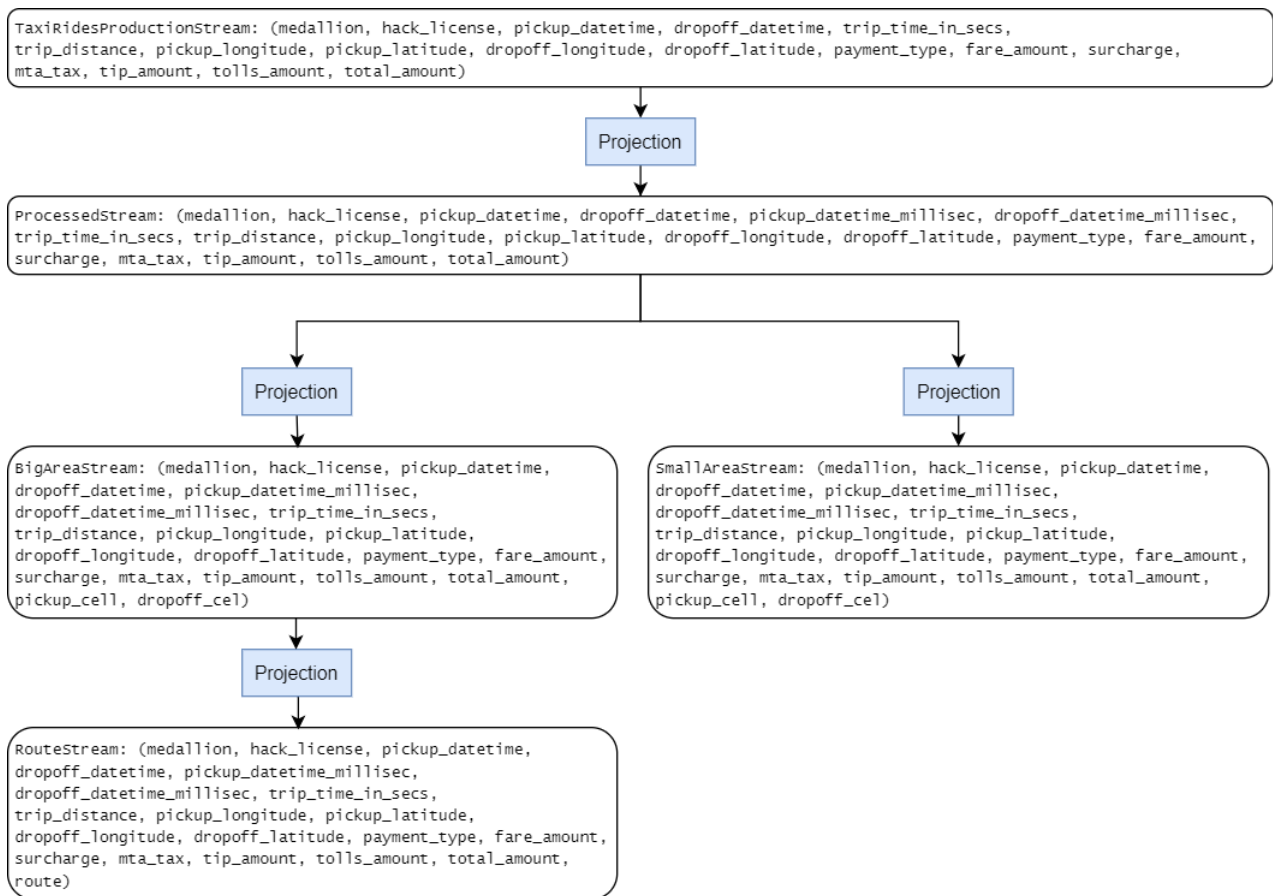 TaxiRidesProductionStream: (medallion, hack_license, pickup_datetime, dropoff_datetime, trip_time_in_secs,
trip_distance, pickup_longitude, pickup_latitude, dropoff_longitude, dropoff_latitude, payment_type, fare_amount, surcharge,
mta_tax, tip_amount, tolls_amount, total_amount)
Projection
ProcessedStream: (medallion, hack_license, pickup_datetime, dropoff_datetime, pickup_datetime_millisec, dropoff_datetime_millisec,
trip_time_in_secs, trip_distance, pickup_longitude, pickup_latitude, dropoff_longitude, dropoff_latitude, payment_type, fare_amount,
surcharge, mta_tax, tip_amount, tolls_amount, total_amount)
Projection
Projection
BigAreaStream: (medallion, hack_license, pickup_datetime,
dropoff_datetime, pickup_datetime_millisec,
dropoff_datetime_millisec, trip_time_in_secs,
trip_distance, pickup_longitude, pickup_latitude,
dropoff_longitude, dropoff_latitude, payment_type, fare_amount,
surcharge, mta_tax, tip_amount, tolls_amount, total_amount,
pickup_cell, dropoff_cel)
SmallAreaStream: (medallion, hack_license, pickup_datetime,
dropoff_datetime, pickup_datetime_millisec,
dropoff_datetime_millisec, trip_time_in_secs,
trip_distance, pickup_longitude, pickup_latitude,
dropoff_longitude, dropoff_latitude, payment_type, fare_amount,
surcharge, mta_tax, tip_amount, tolls_amount, total_amount,
pickup_cell, dropoff_cel)
Projection
RouteStream: (medallion, hack_license, pickup_datetime,
dropoff_datetime, pickup_datetime_millisec,
dropoff_datetime_millisec, trip_time_in_secs,
trip_distance, pickup_longitude, pickup_latitude,
dropoff_longitude, dropoff_latitude, payment_type, fare_amount,
surcharge, mta_tax, tip_amount, tolls_amount, total_amount,
route)